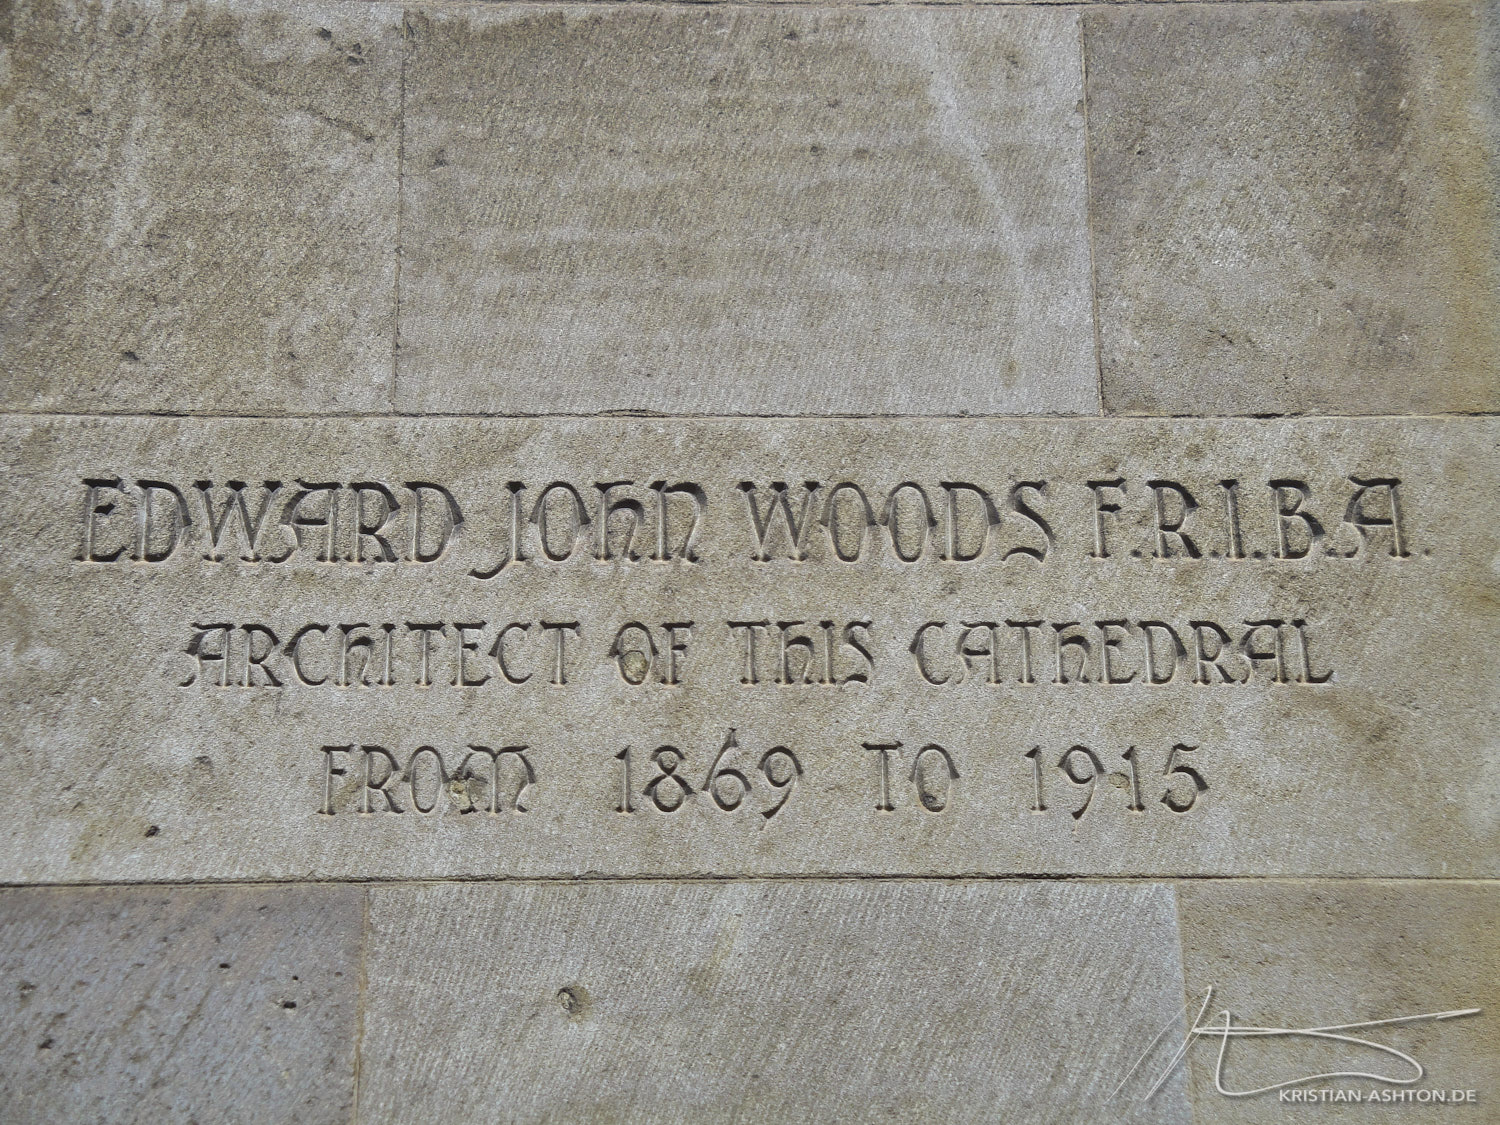 EDWARD JOHN WOODS F.R.I.B.A.
ARCHITECT OF THIS CATHEDRAL
FROM 1869 TO 1915
KRISTIAN-ASHTON.DE